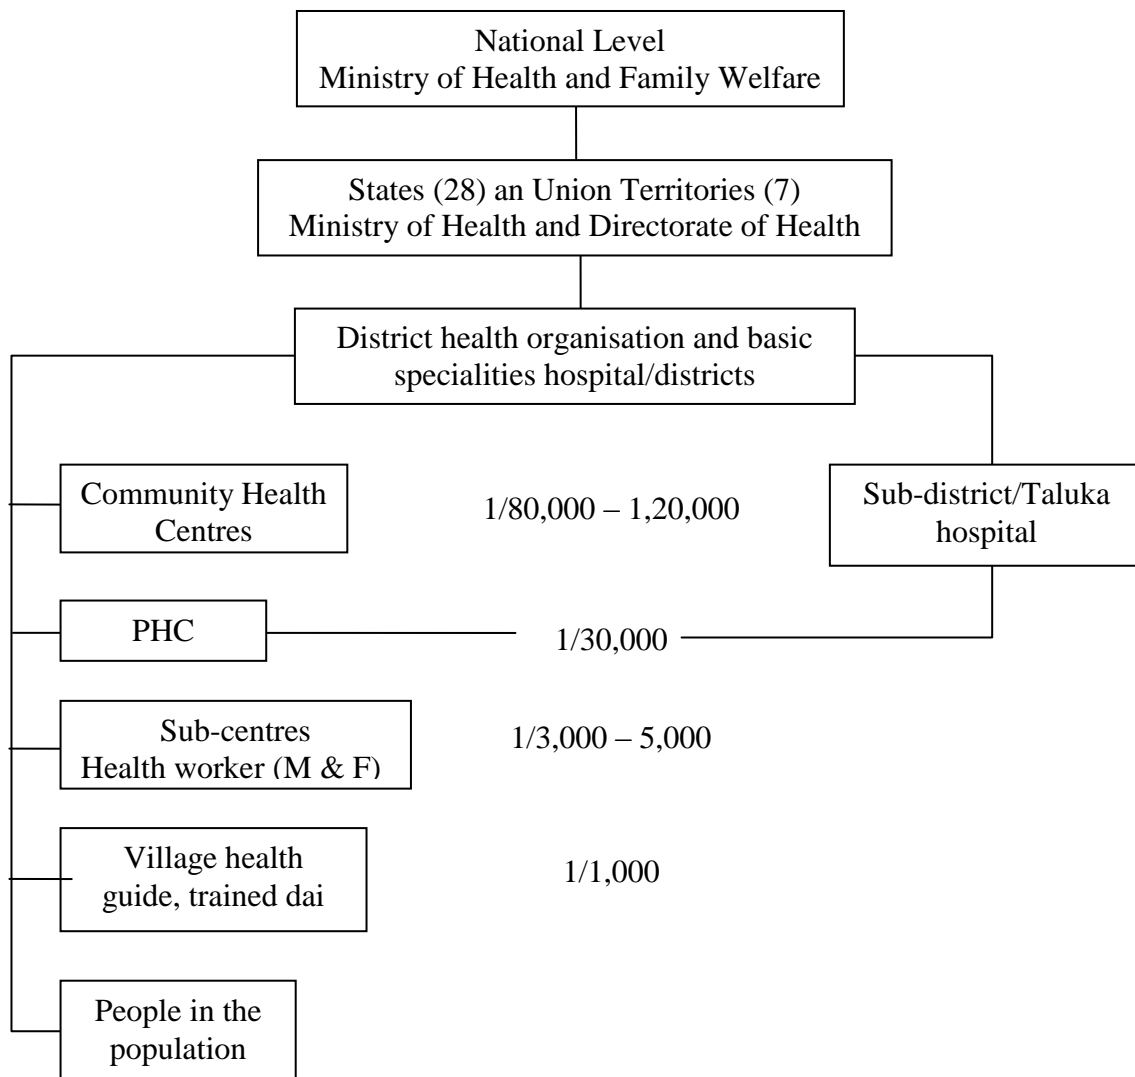 National Level
Ministry of Health and Family Welfare
States (28) an Union Territories (7)
Ministry of Health and Directorate of Health
District health organisation and basic
specialities hospital/districts
Community Health
Centres
1/80,000 – 1,20,000
Sub-district/Taluka
hospital
PHC
1/30,000
Sub-centres
Health worker (M & F)
1/3,000 – 5,000
Village health
guide, trained dai
1/1,000
People in the
population